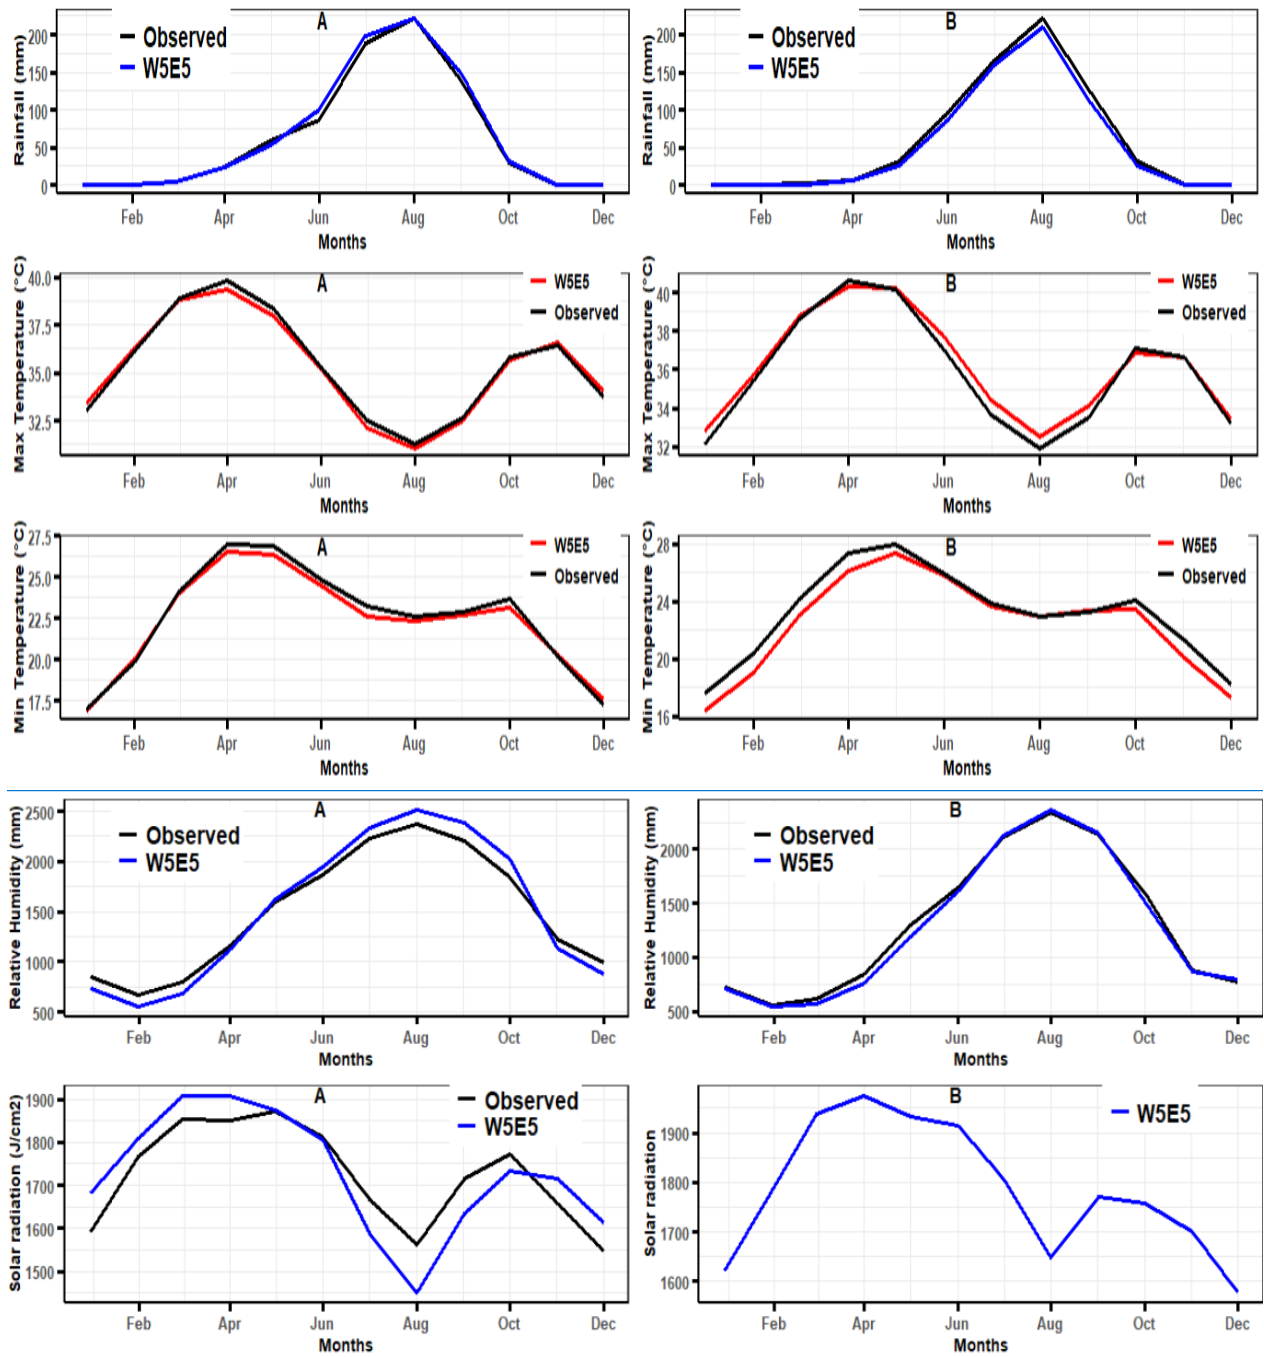 A
Observed
W5E5
Rainfall (mm)
200
150
100
50
0
Feb Apr Jun Aug Oct Dec
Months
B
Observed
W5E5
Rainfall (mm)
200
150
100
50
0
Feb Apr Jun Aug Oct Dec
Months
A
W5E5
Observed
Max Temperature (°C)
40.0
37.5
35.0
32.5
Feb Apr Jun Aug Oct Dec
Months
B
W5E5
Observed
Max Temperature (°C)
40
38
36
34
32
Feb Apr Jun Aug Oct Dec
Months
A
W5E5
Observed
Min Temperature (°C)
27.5
25.0
22.5
20.0
17.5
Feb Apr Jun Aug Oct Dec
Months
B
W5E5
Observed
Min Temperature (°C)
28
24
20
16
Feb Apr Jun Aug Oct Dec
Months
A
Observed
W5E5
Relative Humidity (mm)
2500
2000
1500
1000
500
Feb Apr Jun Aug Oct Dec
Months
B
Observed
W5E5
Relative Humidity (mm)
2000
1500
1000
500
Feb Apr Jun Aug Oct Dec
Months
A
Observed
W5E5
Solar radiation (J/cm2)
1900
1800
1700
1600
1500
Feb Apr Jun Aug Oct Dec
Months
B
W5E5
Solar radiation
1900
1800
1700
1600
Feb Apr Jun Aug Oct Dec
Months